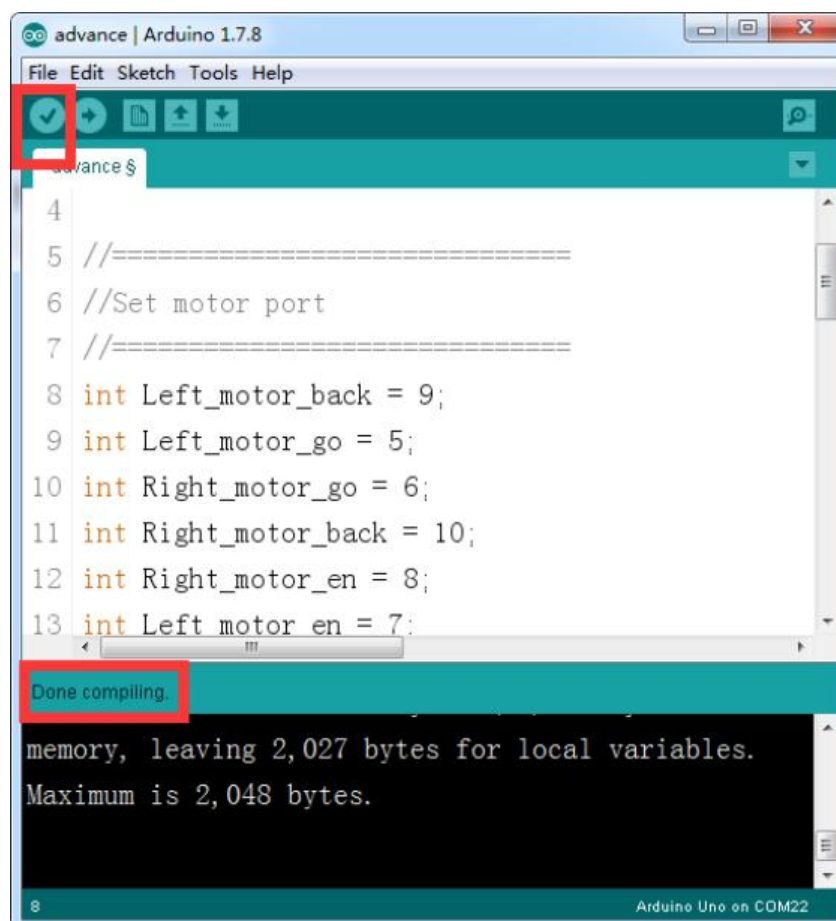 advance | Arduino 1.7.8
File Edit Sketch Tools Help
advance §
4
5 //==============================
6 //Set motor port
7 //==============================
8 int Left_motor_back = 9;
9 int Left_motor_go = 5;
10 int Right_motor_go = 6;
11 int Right_motor_back = 10;
12 int Right_motor_en = 8;
13 int Left_motor_en = 7;
Done compiling.
memory, leaving 2,027 bytes for local variables.
Maximum is 2,048 bytes.
8 Arduino Uno on COM22